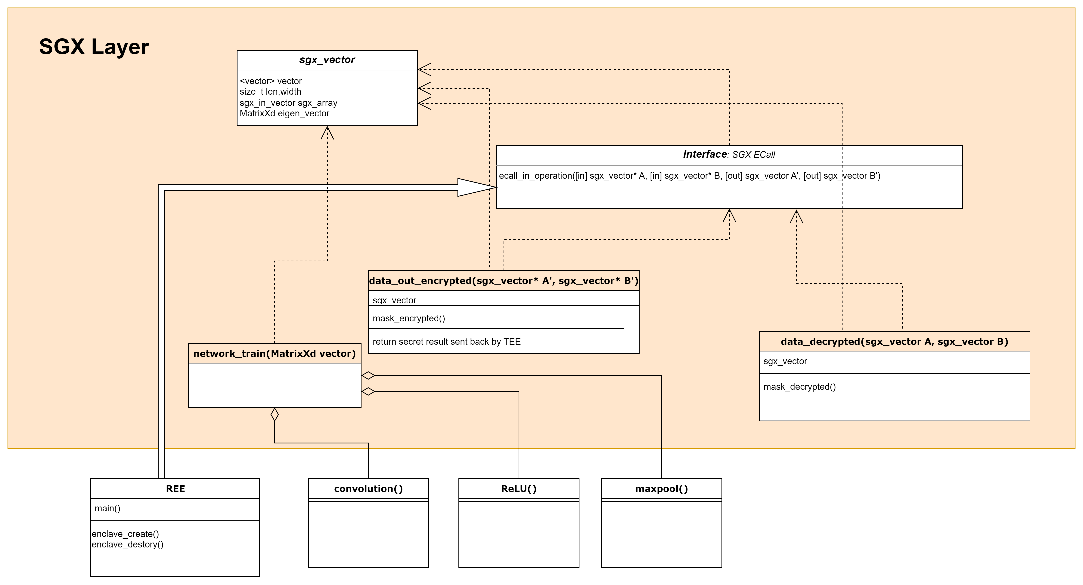 SGX Layer
sgx_vector
<vector> vector
size_t len,width
sgx_in_vector sgx_array
MatrixXd eigen_vector
Interface: SGX ECall
ecall_in_operation([in] sgx_vector* A, [in] sgx_vector* B, [out] sgx_vector A', [out] sgx_vector B')
data_out_encrypted(sgx_vector* A', sgx_vector* B')
sgx_vector
mask_encrypted()
return secret result sent back by TEE
network_train(MatrixXd vector)
data_decrypted(sgx_vector A, sgx_vector B)
sgx_vector
mask_decrypted()
REE
main()
enclave_create()
enclave_destory()
convolution()
ReLU()
maxpool()